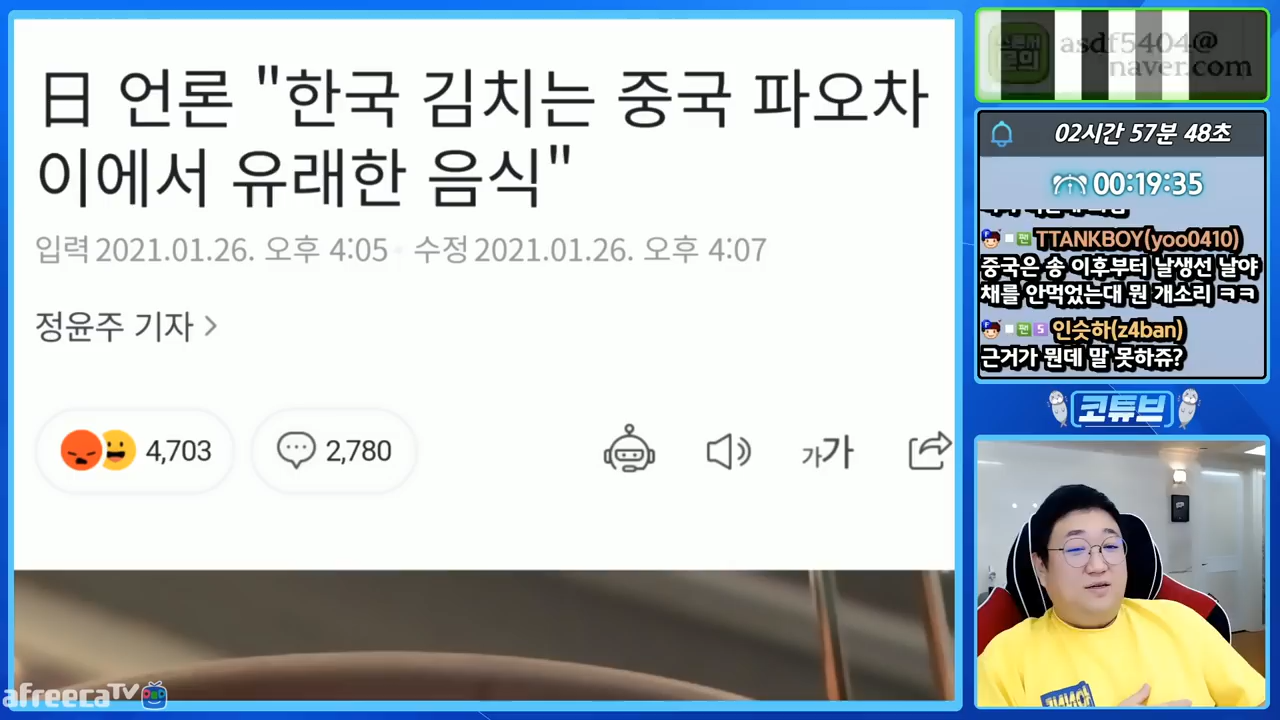 日 언론 "한국 김치는 중국 파오차
이에서 유래한 음식"
입력 2021.01.26. 오후 4:05 · 수정 2021.01.26. 오후 4:07
정윤주 기자 >
4,703
2,780
가가
afreecaTV
asdf5404@
naver.com
02시간 57분 48초
00:19:35
TTANKBOY(yoo0410)
중국은 송 이후부터 날생선 날야
채를 안먹었는대 뭔 개소리 ㅋㅋ
인슷하(z4ban)
근거가 뭔데 말 못하쥬?
코튜브